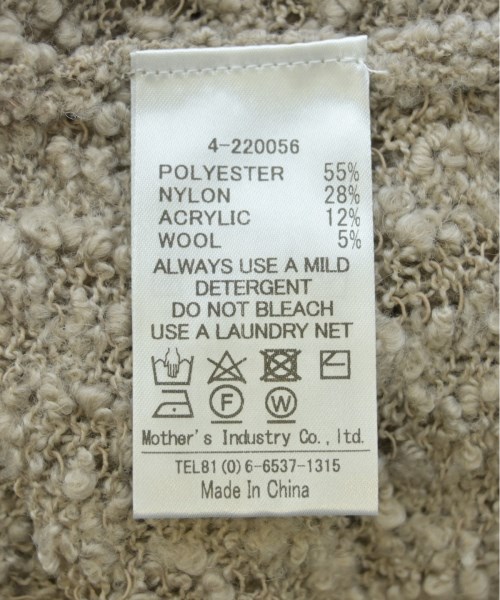 4-220056
POLYESTER 55%
NYLON 28%
ACRYLIC 12%
WOOL 5%
ALWAYS USE A MILD
DETERGENT
DO NOT BLEACH
USE A LAUNDRY NET
F W
Mother's Industry Co., ltd.
TEL81(0)6-6537-1315
Made In China